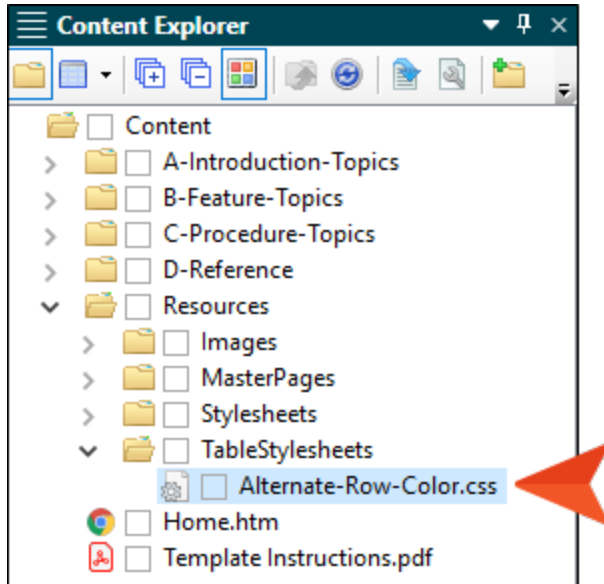 Content Explorer
Content
A-Introduction-Topics
B-Feature-Topics
C-Procedure-Topics
D-Reference
Resources
Images
MasterPages
Stylesheets
TableStylesheets
Alternate-Row-Color.css
Home.htm
Template Instructions.pdf